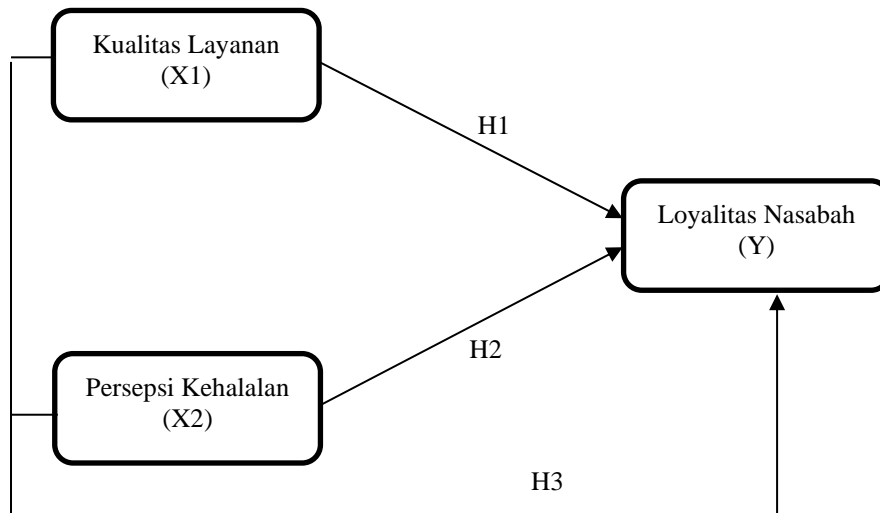 Kualitas Layanan
(X1)
H1
Loyalitas Nasabah
(Y)
H2
Persepsi Kehalalan
(X2)
H3